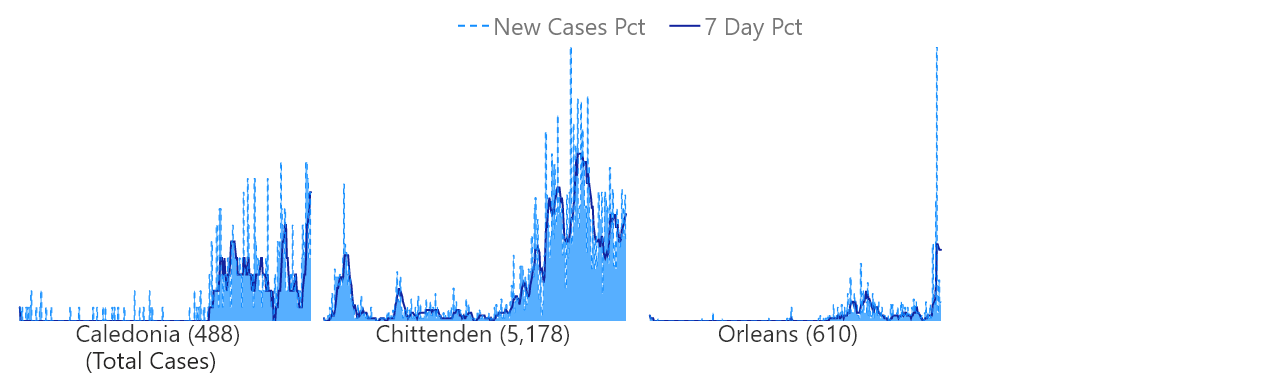 New Cases Pct 7 Day Pct
Caledonia (488) Chittenden (5,178) Orleans (610)
(Total Cases)